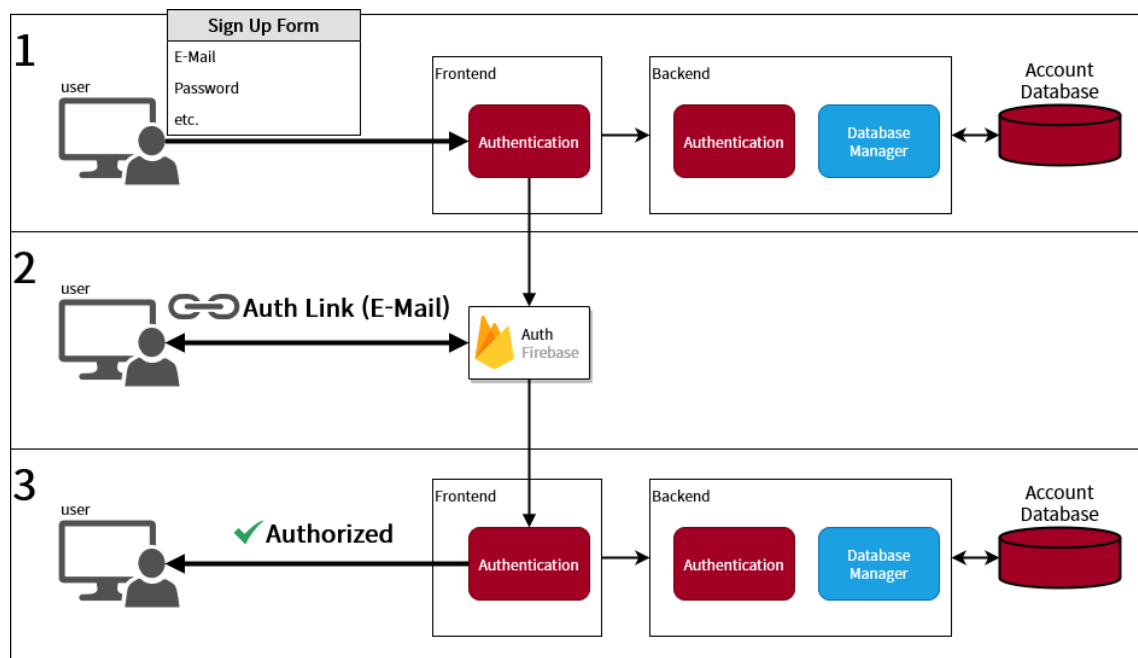 1
Sign Up Form
E-Mail
Password
etc.
user
Frontend
Authentication
Backend
Authentication
Database
Manager
Account
Database
2
user
Auth Link (E-Mail)
Auth
Firebase
3
user
Authorized
Frontend
Authentication
Backend
Authentication
Database
Manager
Account
Database